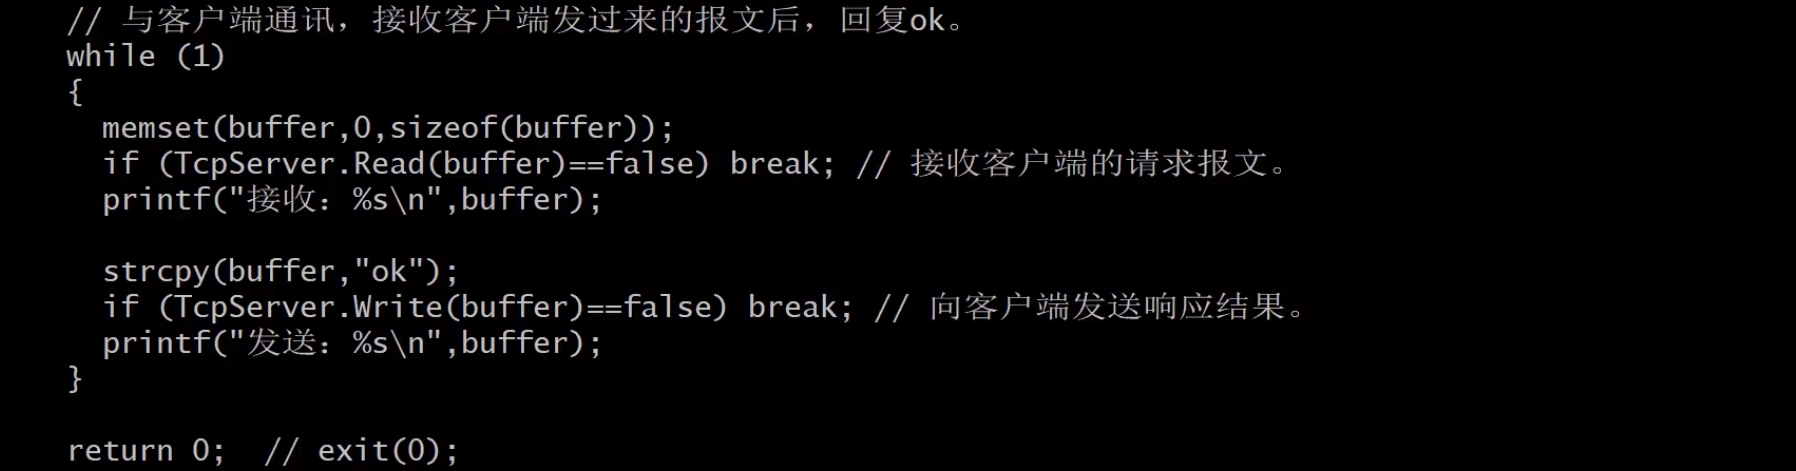 // 与客户端通讯，接收客户端发过来的报文后，回复ok。
while (1)
{
memset(buffer,0,sizeof(buffer));
if (TcpServer.Read(buffer)==false) break; // 接收客户端的请求报文。
printf("接收：%s\n",buffer);
strcpy(buffer,"ok");
if (TcpServer.Write(buffer)==false) break; // 向客户端发送响应结果。
printf("发送：%s\n",buffer);
}
return 0;  // exit(0);